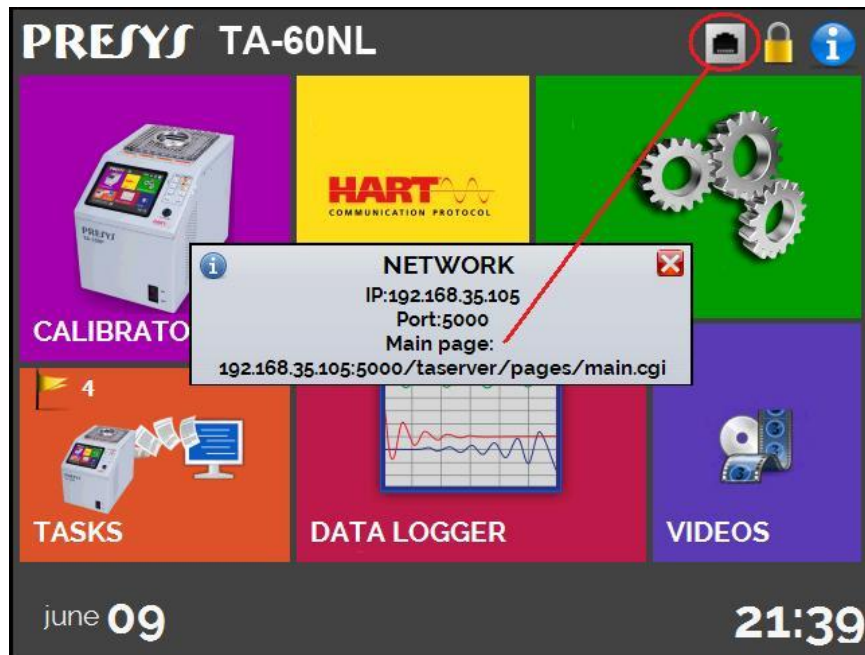 PRESYS TA-60NL
HART
COMMUNICATION PROTOCOL
NETWORK
IP:192.168.35.105
Port:5000
Main page:
192.168.35.105:5000/taserver/pages/main.cgi
CALIBRATO
4
TASKS
DATA LOGGER
VIDEOS
june 09
21:39